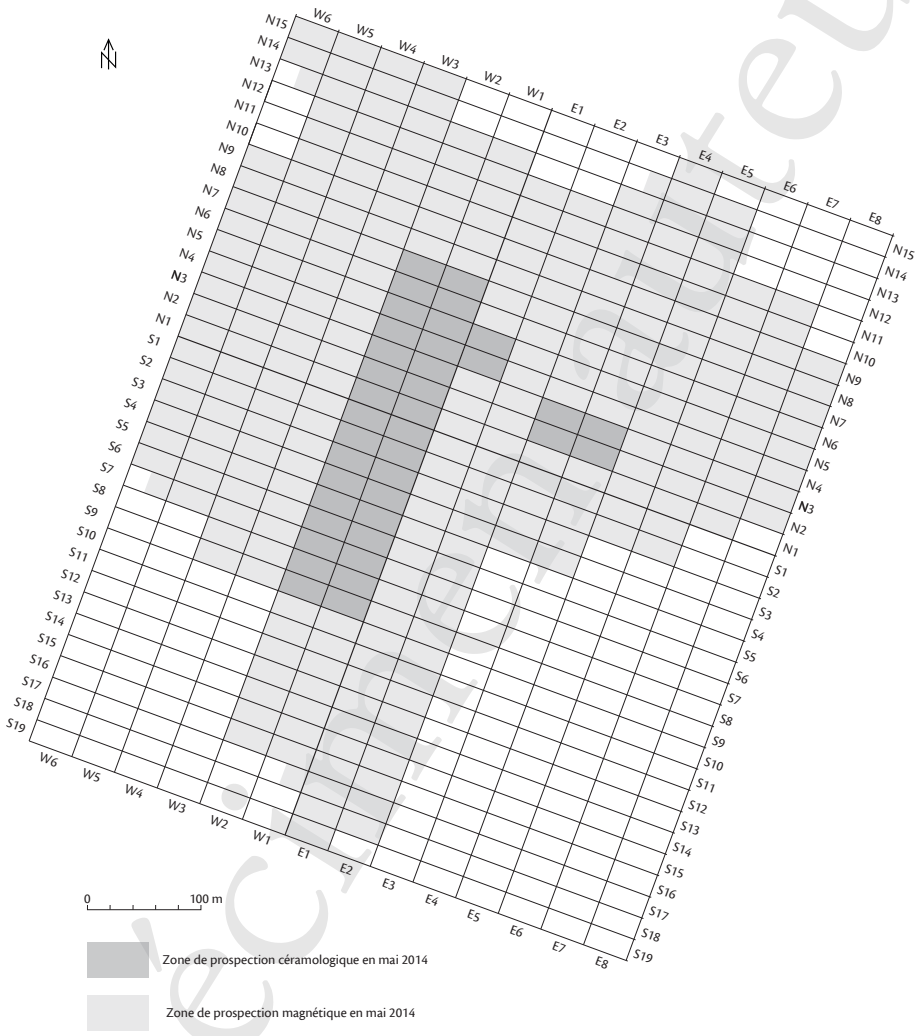 W6 W5 W4 W3 W2 W1 E1 E2 E3 E4 E5 E6 E7 E8
N15
N14
N13
N12
N11
N10
N9
N8
N7
N6
N5
N4
N3
N2
N1
S1
S2
S3
S4
S5
S6
S7
S8
S9
S10
S11
S12
S13
S14
S15
S16
S17
S18
S19
N15
N14
N13
N12
N11
N10
N9
N8
N7
N6
N5
N4
N3
N2
N1
S1
S2
S3
S4
S5
S6
S7
S8
S9
S10
S11
S12
S13
S14
S15
S16
S17
S18
S19
W6 W5 W4 W3 W2 W1 E1 E2 E3 E4 E5 E6 E7 E8
N
0 100 m
Zone de prospection céramologique en mai 2014
Zone de prospection magnétique en mai 2014
écimen auteu